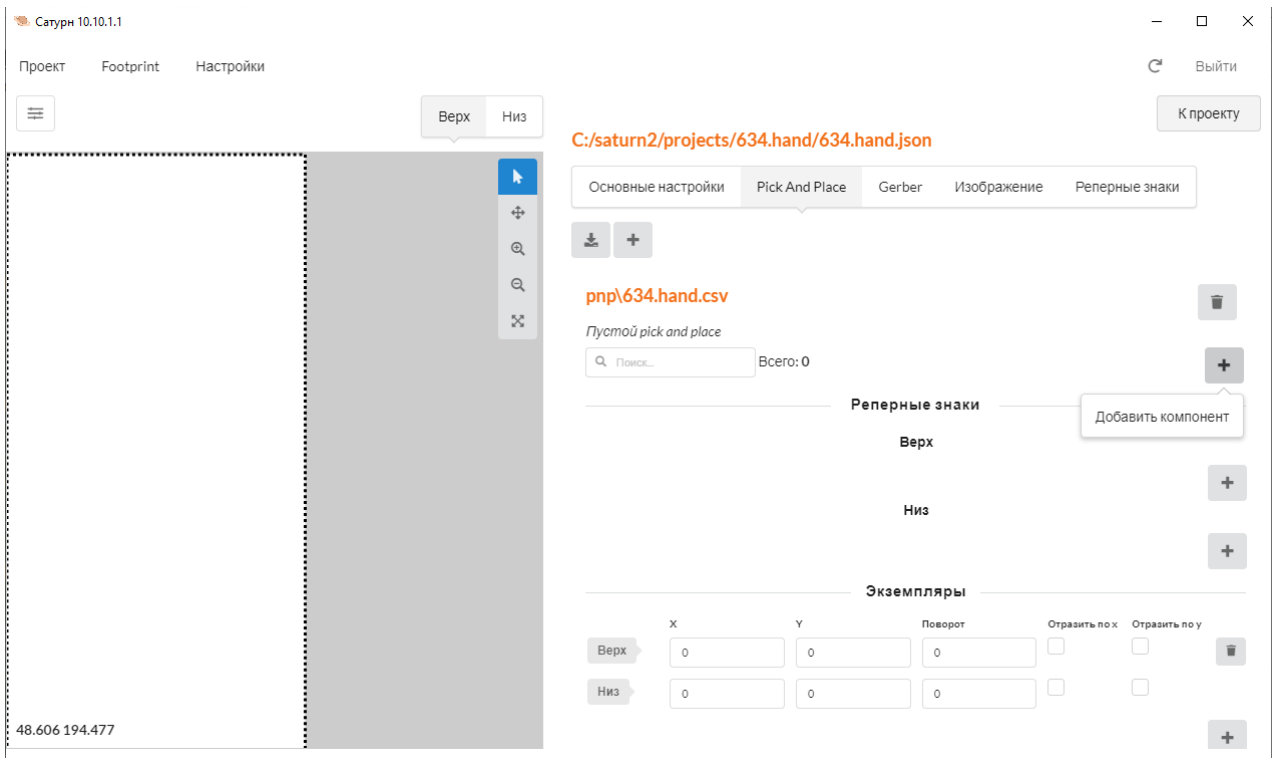 Сатурн 10.10.1.1
Проект Footprint Настройки Выйти
Верх Низ К проекту
C:/saturn2/projects/634.hand/634.hand.json
Основные настройки Pick And Place Gerber Изображение Реперные знаки
pnp\634.hand.csv
Пустой pick and place
Поиск... Всего: 0
Реперные знаки
Добавить компонент
Верх
Низ
Экземпляры
X Y Поворот Отразить по x Отразить по y
Верх 0 0 0
Низ 0 0 0
48.606 194.477